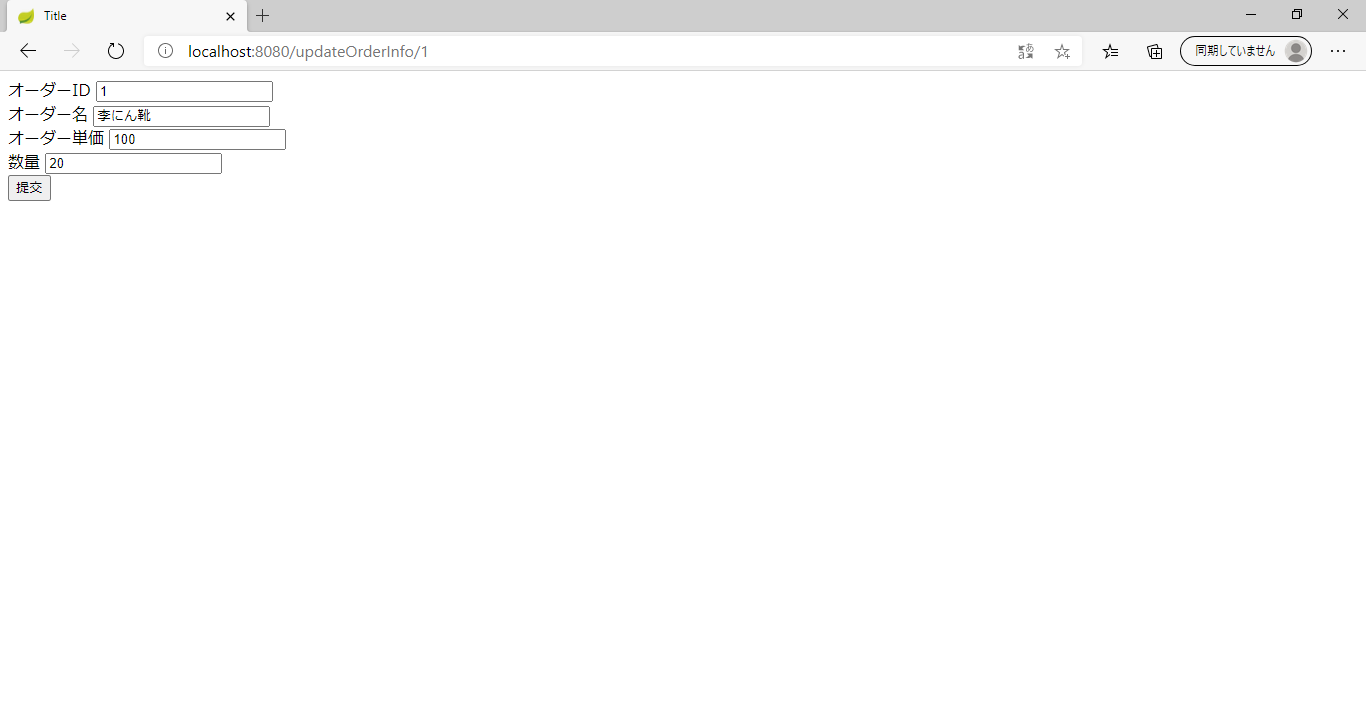 Title
localhost:8080/updateOrderInfo/1
同期していません
オーダーID 1
オーダー名 李にん靴
オーダー単価 100
数量 20
提交